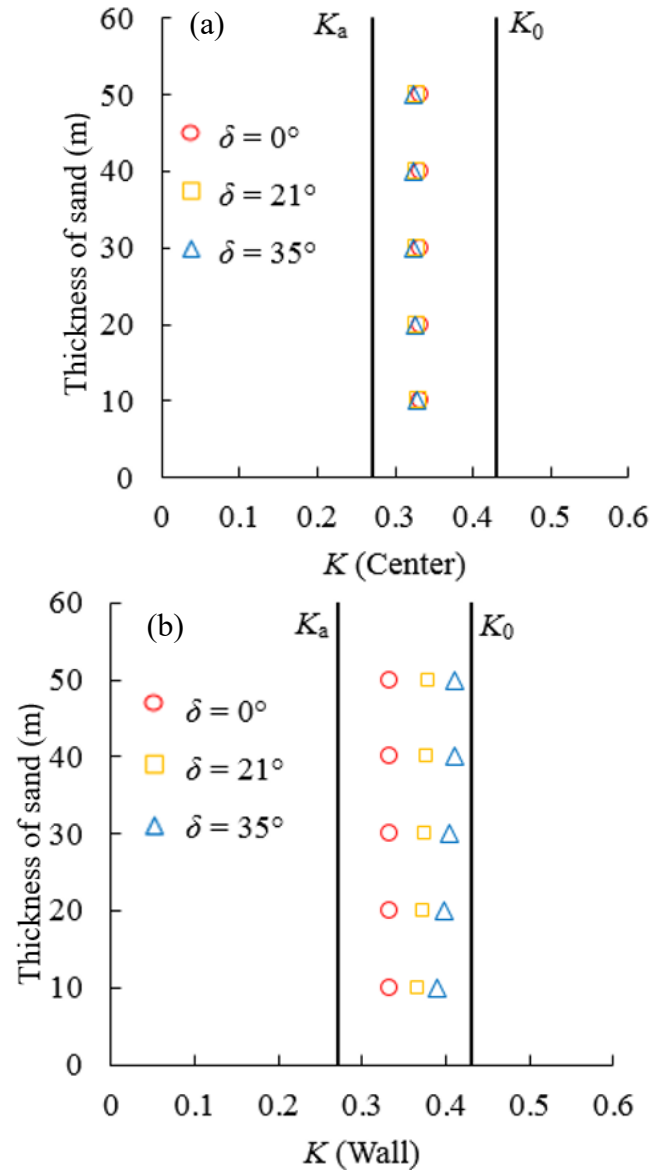 (a)
Kₐ
K₀
Thickness of sand (m)
60
50
40
30
20
10
0
δ = 0°
δ = 21°
δ = 35°
0 0.1 0.2 0.3 0.4 0.5 0.6
K (Center)
(b)
Kₐ
K₀
Thickness of sand (m)
60
50
40
30
20
10
0
δ = 0°
δ = 21°
δ = 35°
0 0.1 0.2 0.3 0.4 0.5 0.6
K (Wall)